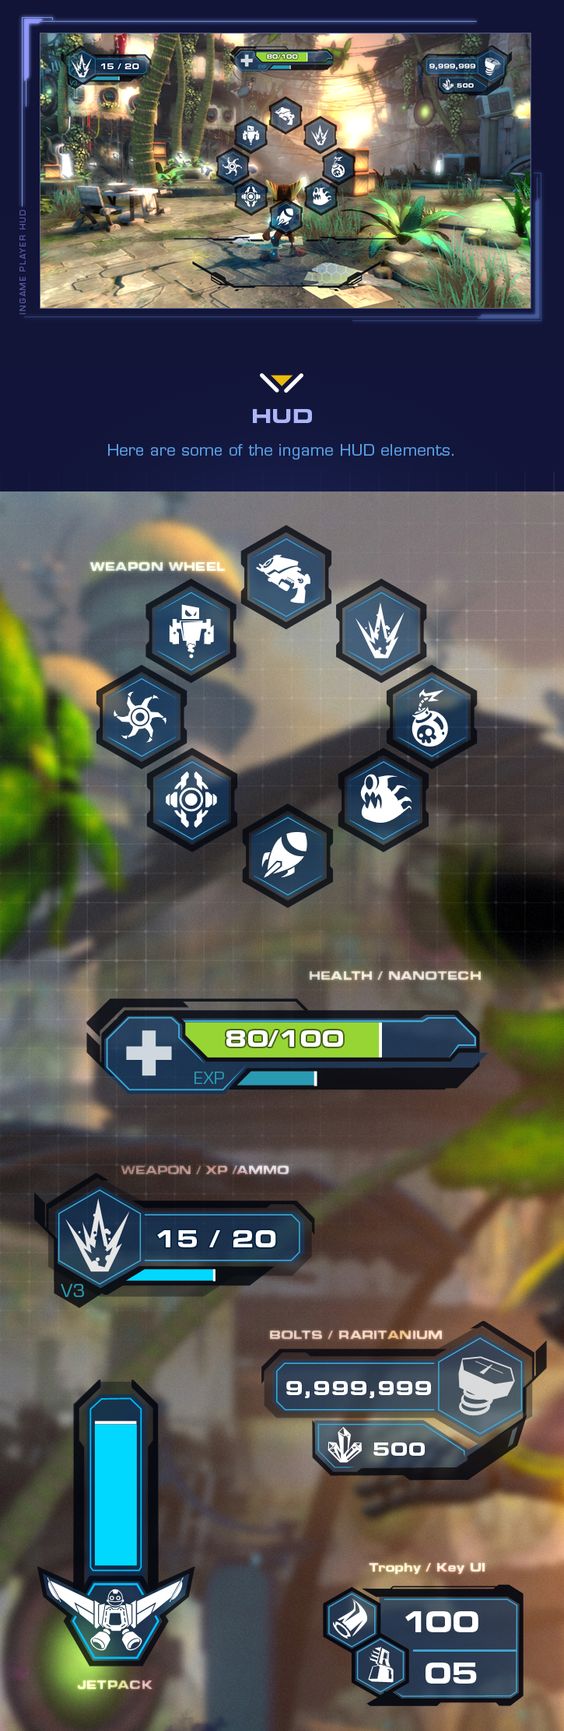 15 / 20
80/100
9,999,999
500
INGAME PLAYER HUD
HUD
Here are some of the ingame HUD elements.
WEAPON WHEEL
HEALTH / NANOTECH
80/100
EXP
WEAPON / XP /AMMO
15 / 20
V3
BOLTS / RARITANIUM
9,999,999
500
Trophy / Key UI
100
05
JETPACK